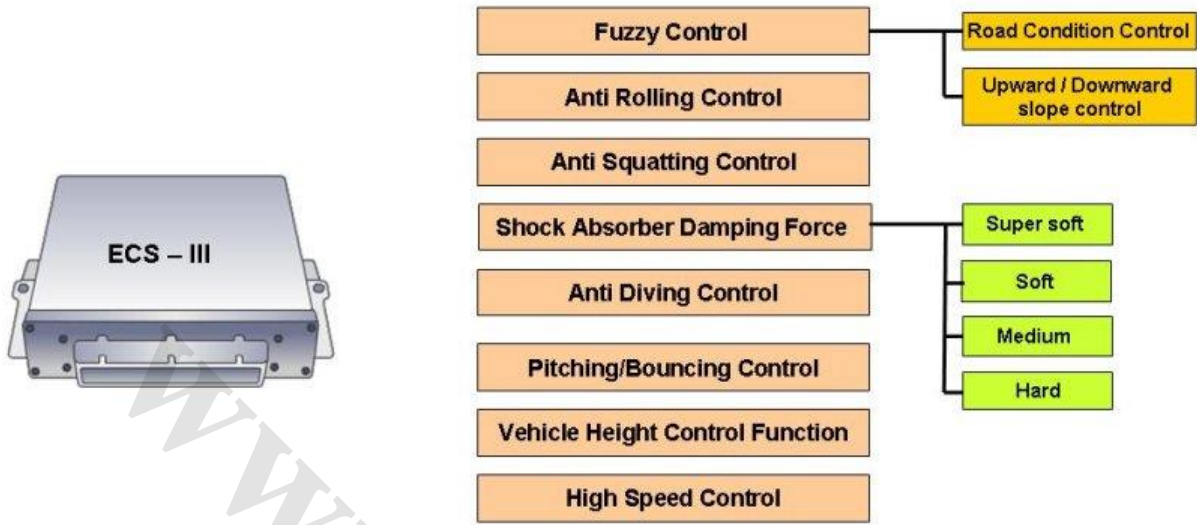 Fuzzy Control
Road Condition Control
Anti Rolling Control
Upward / Downward
slope control
Anti Squatting Control
ECS – III
Shock Absorber Damping Force
Super soft
Anti Diving Control
Soft
Medium
Pitching/Bouncing Control
Hard
Vehicle Height Control Function
High Speed Control